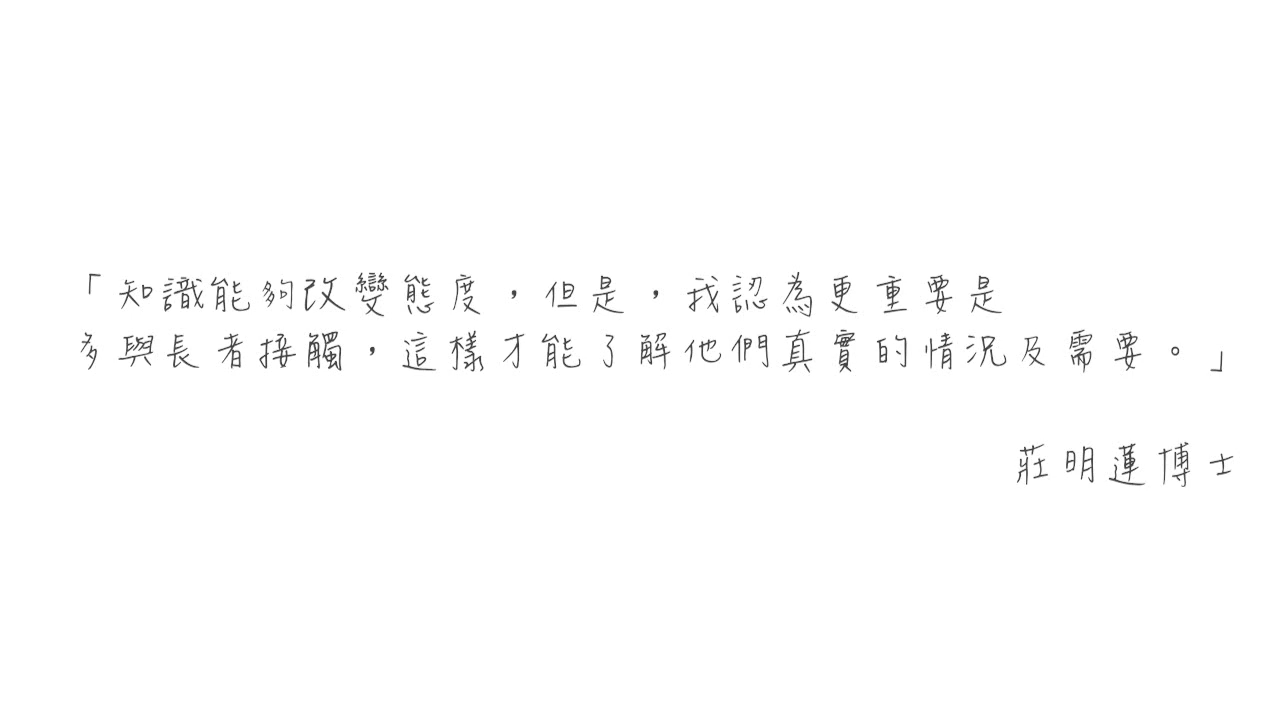 「知識能夠改變態度，但是，我認為更重要是
多與長者接觸，這樣才能了解他們真實的情況及需要。」
莊明蓮博士